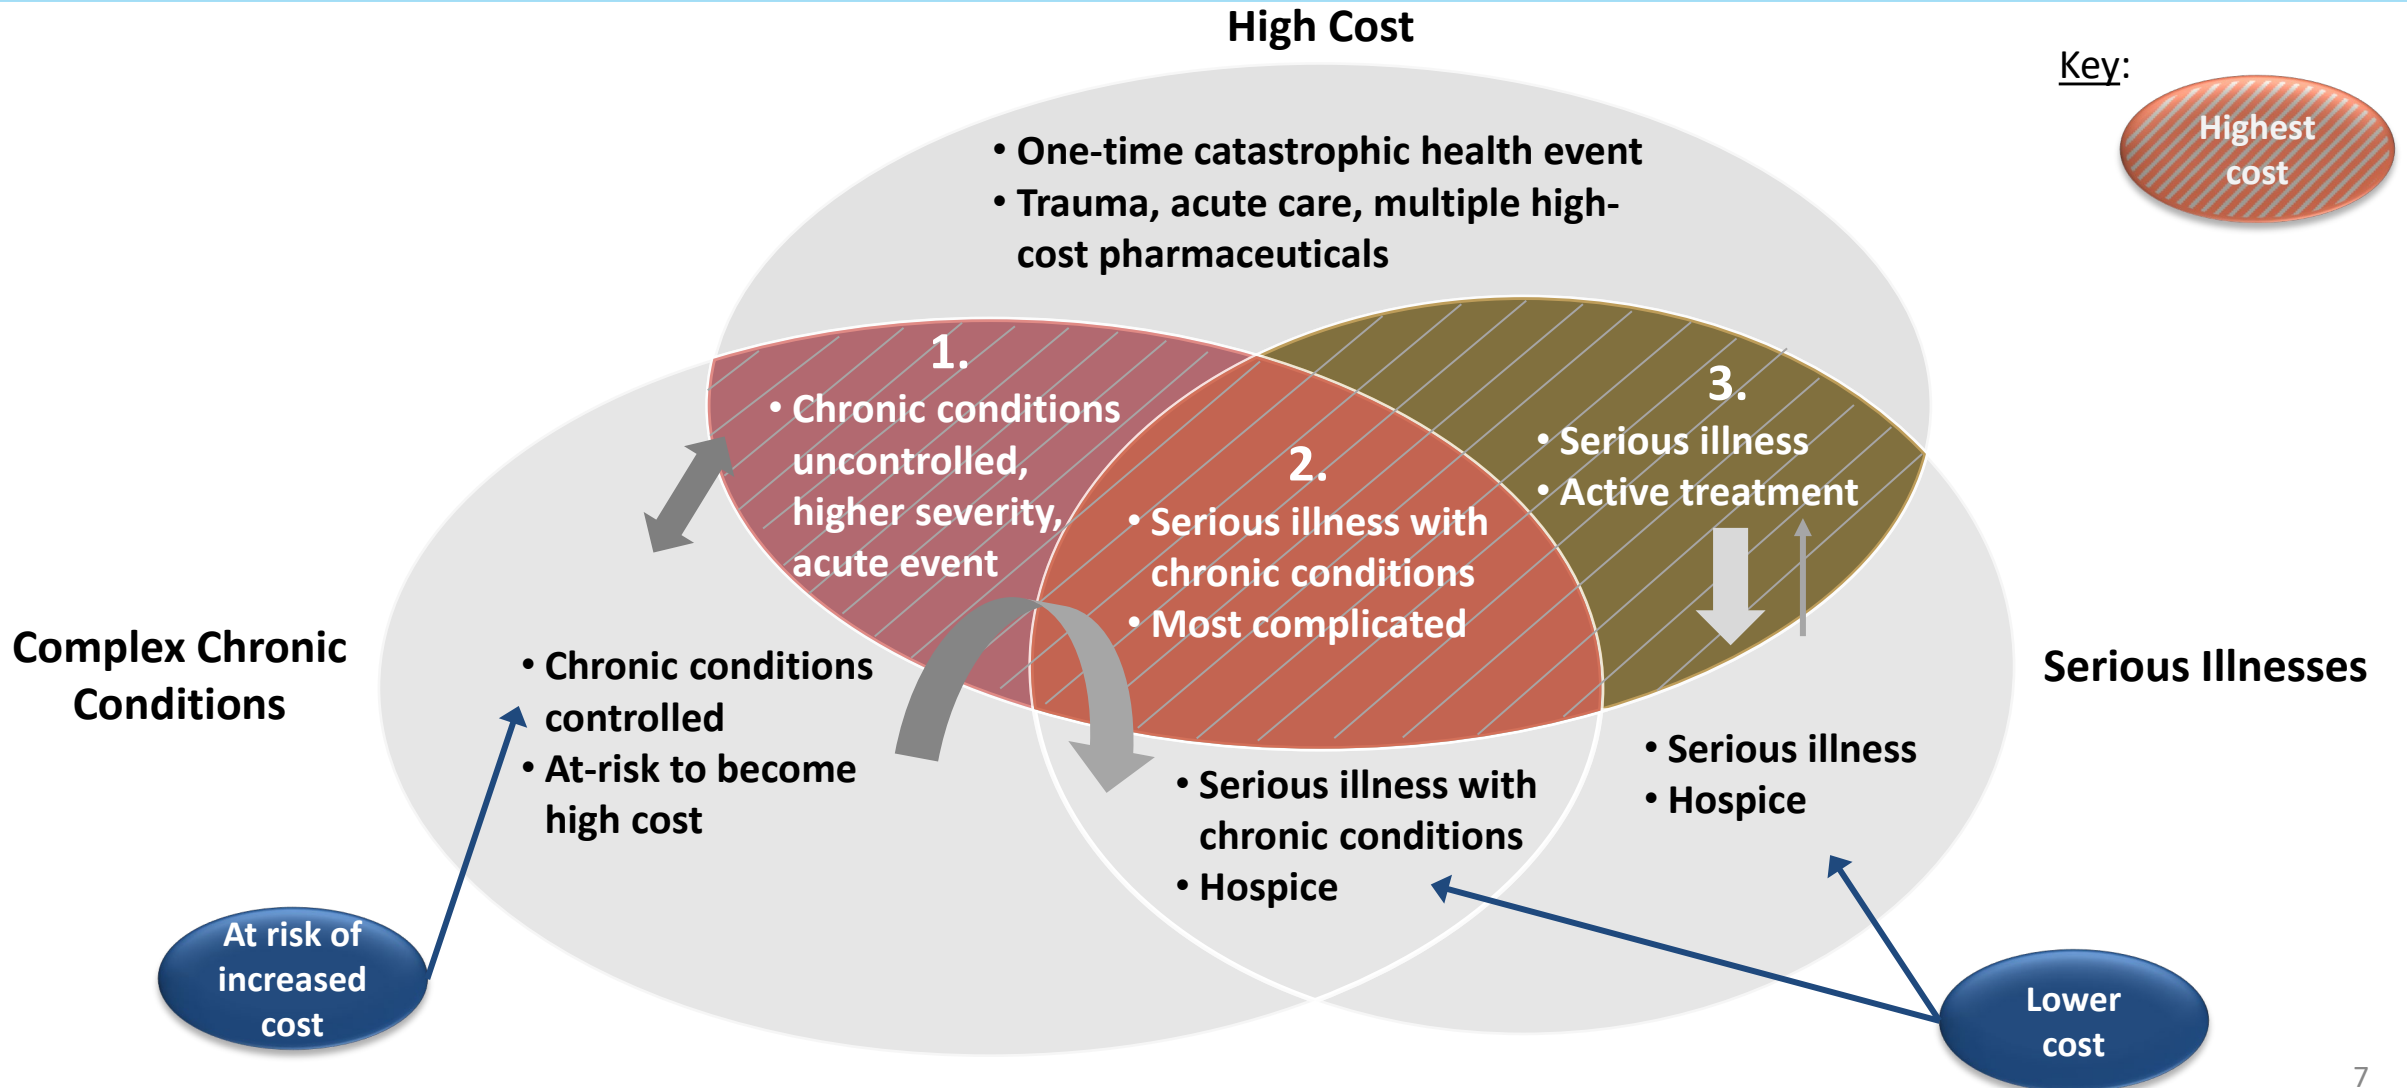 High Cost
Key:
Highest
cost
• One-time catastrophic health event
• Trauma, acute care, multiple high-
cost pharmaceuticals
1.
• Chronic conditions
uncontrolled,
higher severity,
acute event
2.
• Serious illness with
chronic conditions
• Most complicated
3.
• Serious illness
• Active treatment
Complex Chronic
Conditions
Serious Illnesses
• Chronic conditions
controlled
• At-risk to become
high cost
• Serious illness with
chronic conditions
• Hospice
• Serious illness
• Hospice
At risk of
increased
cost
Lower
cost
7